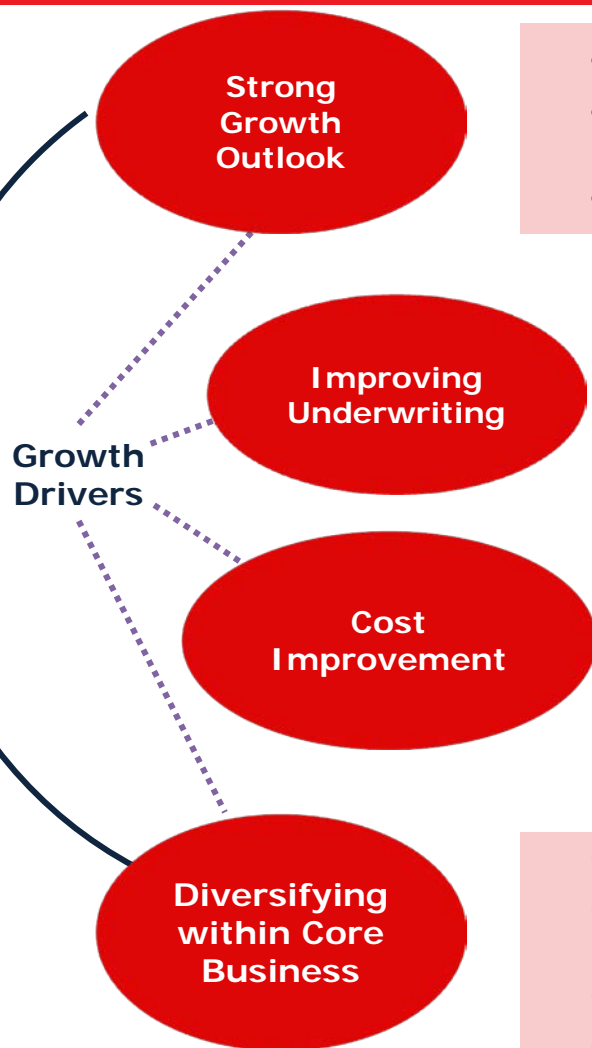 Strong
Growth
Outlook
Improving
Underwriting
Growth
Drivers
Cost
Improvement
Diversifying
within Core
Business